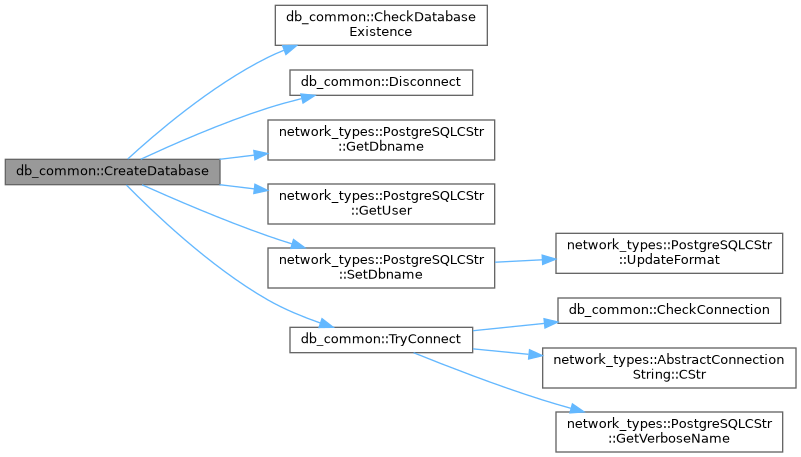 db_common::CheckDatabase
Existence
db_common::Disconnect
network_types::PostgreSQLCStr
::GetDbname
db_common::CreateDatabase
network_types::PostgreSQLCStr
::GetUser
network_types::PostgreSQLCStr
::SetDbname
network_types::PostgreSQLCStr
::UpdateFormat
db_common::TryConnect
db_common::CheckConnection
network_types::AbstractConnection
String::CStr
network_types::PostgreSQLCStr
::GetVerboseName